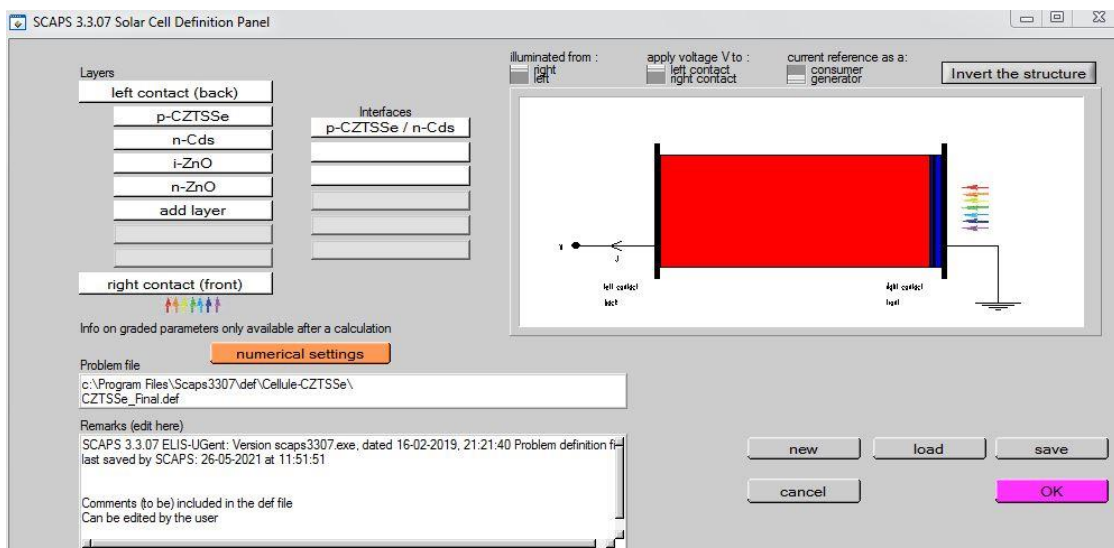 SCAPS 3.3.07 Solar Cell Definition Panel
illuminated from :
right
left
apply voltage V to :
left contact
right contact
current reference as a:
consumer
generator
Invert the structure
Layers
left contact (back)
p-CZTSSe
n-Cds
i-ZnO
n-ZnO
add layer
right contact (front)
Interfaces
p-CZTSSe / n-Cds
V
J
left contact
back
right contact
front
Info on graded parameters only available after a calculation
numerical settings
Problem file
c:\Program Files\Scaps3307\def\Cellule-CZTSSe\
CZTSSe_Final.def
Remarks (edit here)
SCAPS 3.3.07 ELIS-UGent: Version scaps3307.exe, dated 16-02-2019, 21:21:40 Problem definition
last saved by SCAPS: 26-05-2021 at 11:51:51
Comments (to be) included in the def file
Can be edited by the user
new
load
save
cancel
OK